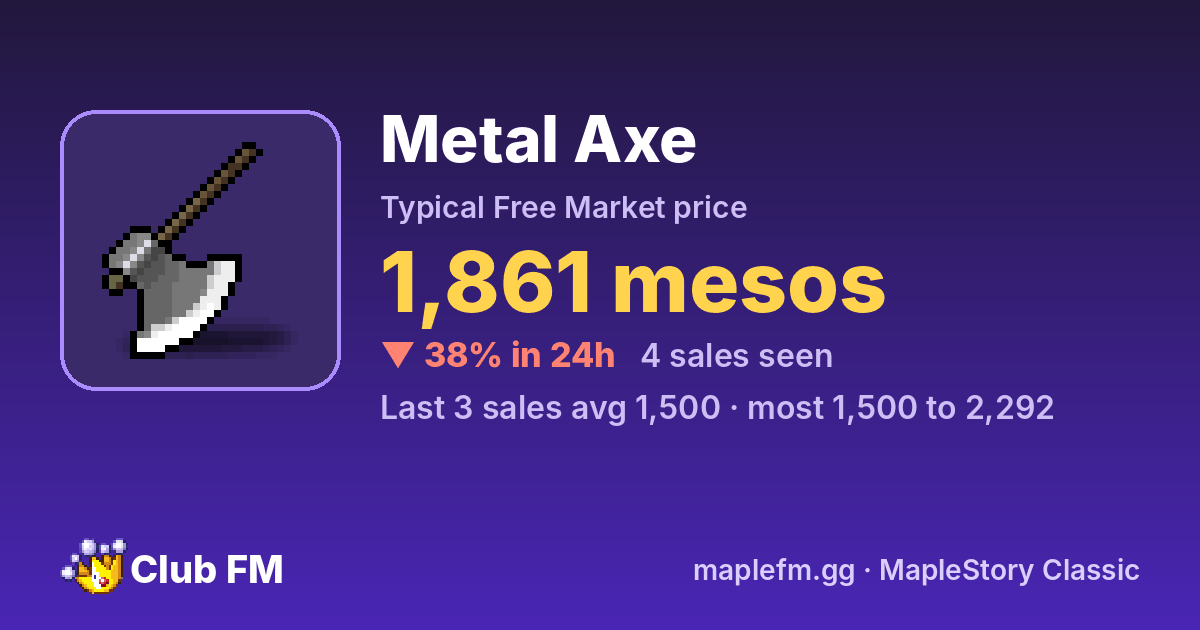 Metal Axe
Typical Free Market price
1,861 mesos
▼ 38% in 24h 4 sales seen
Last 3 sales avg 1,500 · most 1,500 to 2,292
Club FM
maplefm.gg · MapleStory Classic